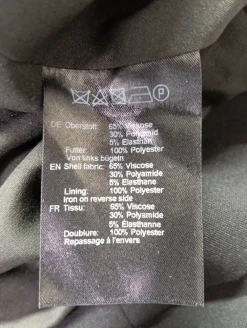 P
DE Oberstoff: 65% Viscose
30% Polyamid
5% Elasthan
Futter: 100% Polyester
Von links bügeln
EN Shell fabric: 65% Viscose
30% Polyamide
5% Elasthane
Lining: 100% Polyester
Iron on reverse side
FR Tissu: 65% Viscose
30% Polyamide
5% Élasthanne
Doublure: 100% Polyester
Repassage à l'envers